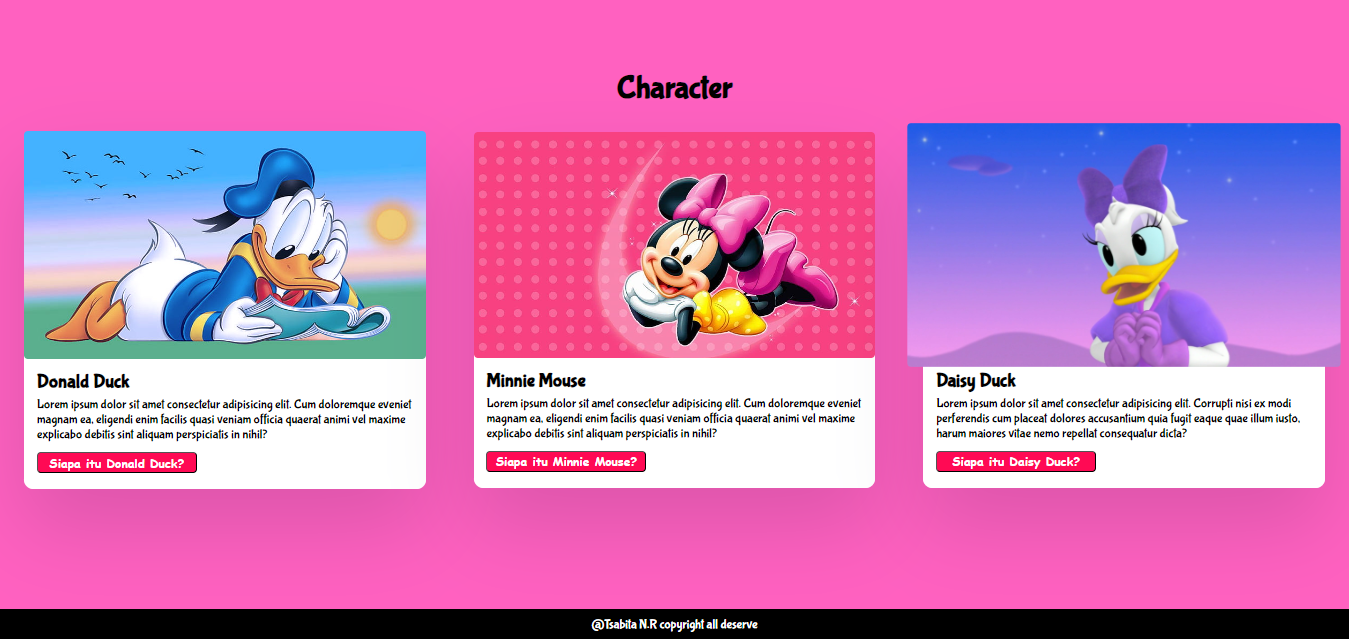 Character
Donald Duck
Lorem ipsum dolor sit amet consectetur adipisicing elit. Cum doloremque eveniet
magnam ea, eligendi enim facilis quasi veniam officia quaerat animi vel maxime
explicabo debitis sint aliquam perspiciatis in nihil?
Siapa itu Donald Duck?
Minnie Mouse
Lorem ipsum dolor sit amet consectetur adipisicing elit. Cum doloremque eveniet
magnam ea, eligendi enim facilis quasi veniam officia quaerat animi vel maxime
explicabo debitis sint aliquam perspiciatis in nihil?
Siapa itu Minnie Mouse?
Daisy Duck
Lorem ipsum dolor sit amet consectetur adipisicing elit. Corrupti nisi ex modi
perferendis cum placeat dolores accusantium quia fugit eaque quae illum iusto,
harum maiores vitae nemo repellat consequatur dicta?
Siapa itu Daisy Duck?
@Tsabita N.R copyright all deserve